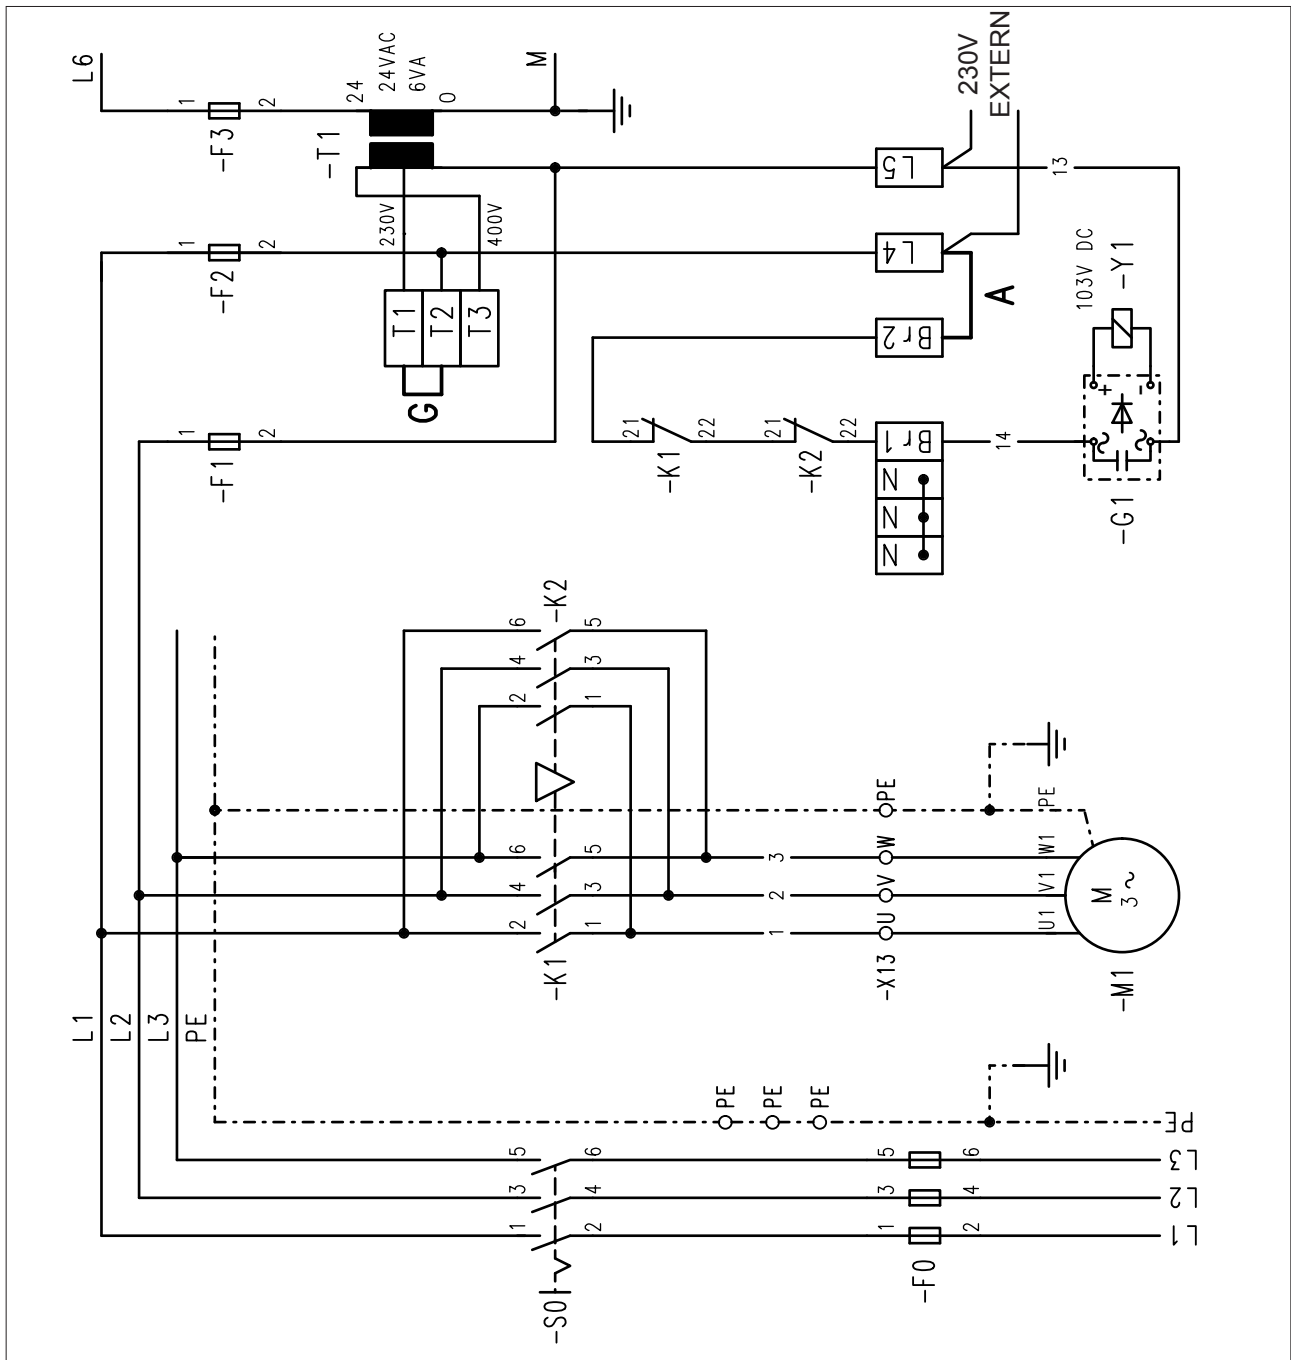 L6
1
2
-F3
24
24VAC
6VA
0
-T1
M
230V
EXTERN
L5
13
1
2
-F2
230V
400V
L4
T1
T2
T3
G
A
Br2
103V DC
-Y1
1
2
-F1
21
22
-K1
21
22
-K2
Br1
N
N
N
14
+
-
-G1
-K2
6
5
4
3
2
1
PE
PE
6
5
3
W
W1
4
3
2
V
V1
2
1
1
U
U1
-K1
-X13
M
3~
-M1
L1
L2
L3
PE
PE
PE
PE
PE
5
6
5
6
L3
3
4
3
4
L2
1
2
1
2
L1
-S0
-F0